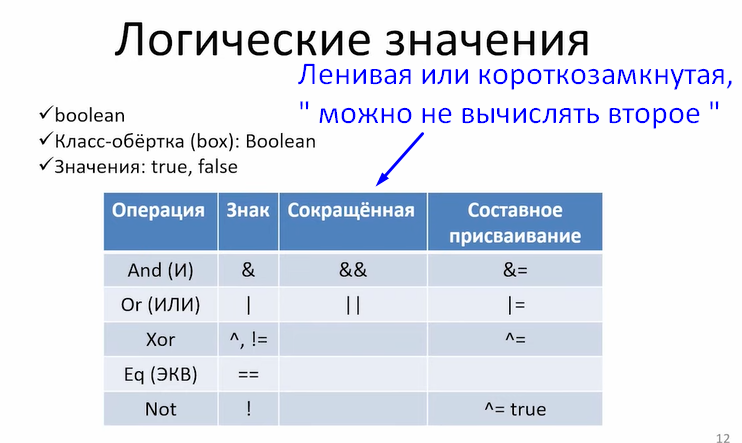 Логические значения
Ленивая или короткозамкнутая,
" можно не вычислять второе "
boolean
Класс-обёртка (box): Boolean
Значения: true, false
Операция Знак Сокращённая Составное присваивание
And (И) & && &=
Or (ИЛИ) | || |=
Xor ^, != ^=
Eq (ЭКВ) ==
Not ! ^= true
12